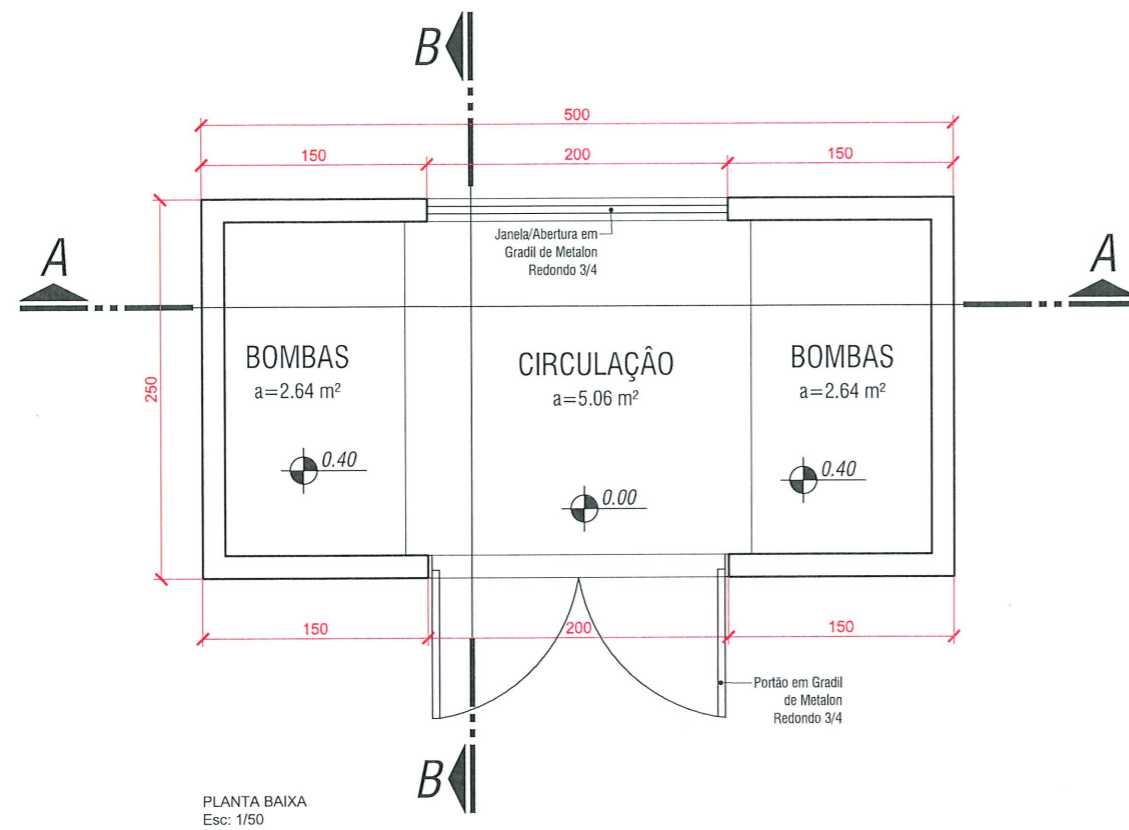 B
500
150 200 150
Janela/Abertura em
Gradil de Metalon
Redondo 3/4
A A
BOMBAS CIRCULAÇÂO BOMBAS
a=2.64 m² a=5.06 m² a=2.64 m²
250
0.40 0.00 0.40
150 200 150
Portão em Gradil
de Metalon
Redondo 3/4
B
PLANTA BAIXA
Esc: 1/50